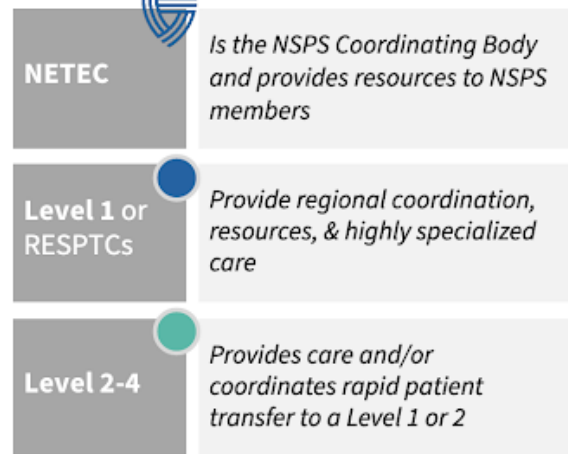 NETEC
Is the NSPS Coordinating Body
and provides resources to NSPS
members
Level 1 or
RESPTCs
Provide regional coordination,
resources, & highly specialized
care
Level 2-4
Provides care and/or
coordinates rapid patient
transfer to a Level 1 or 2